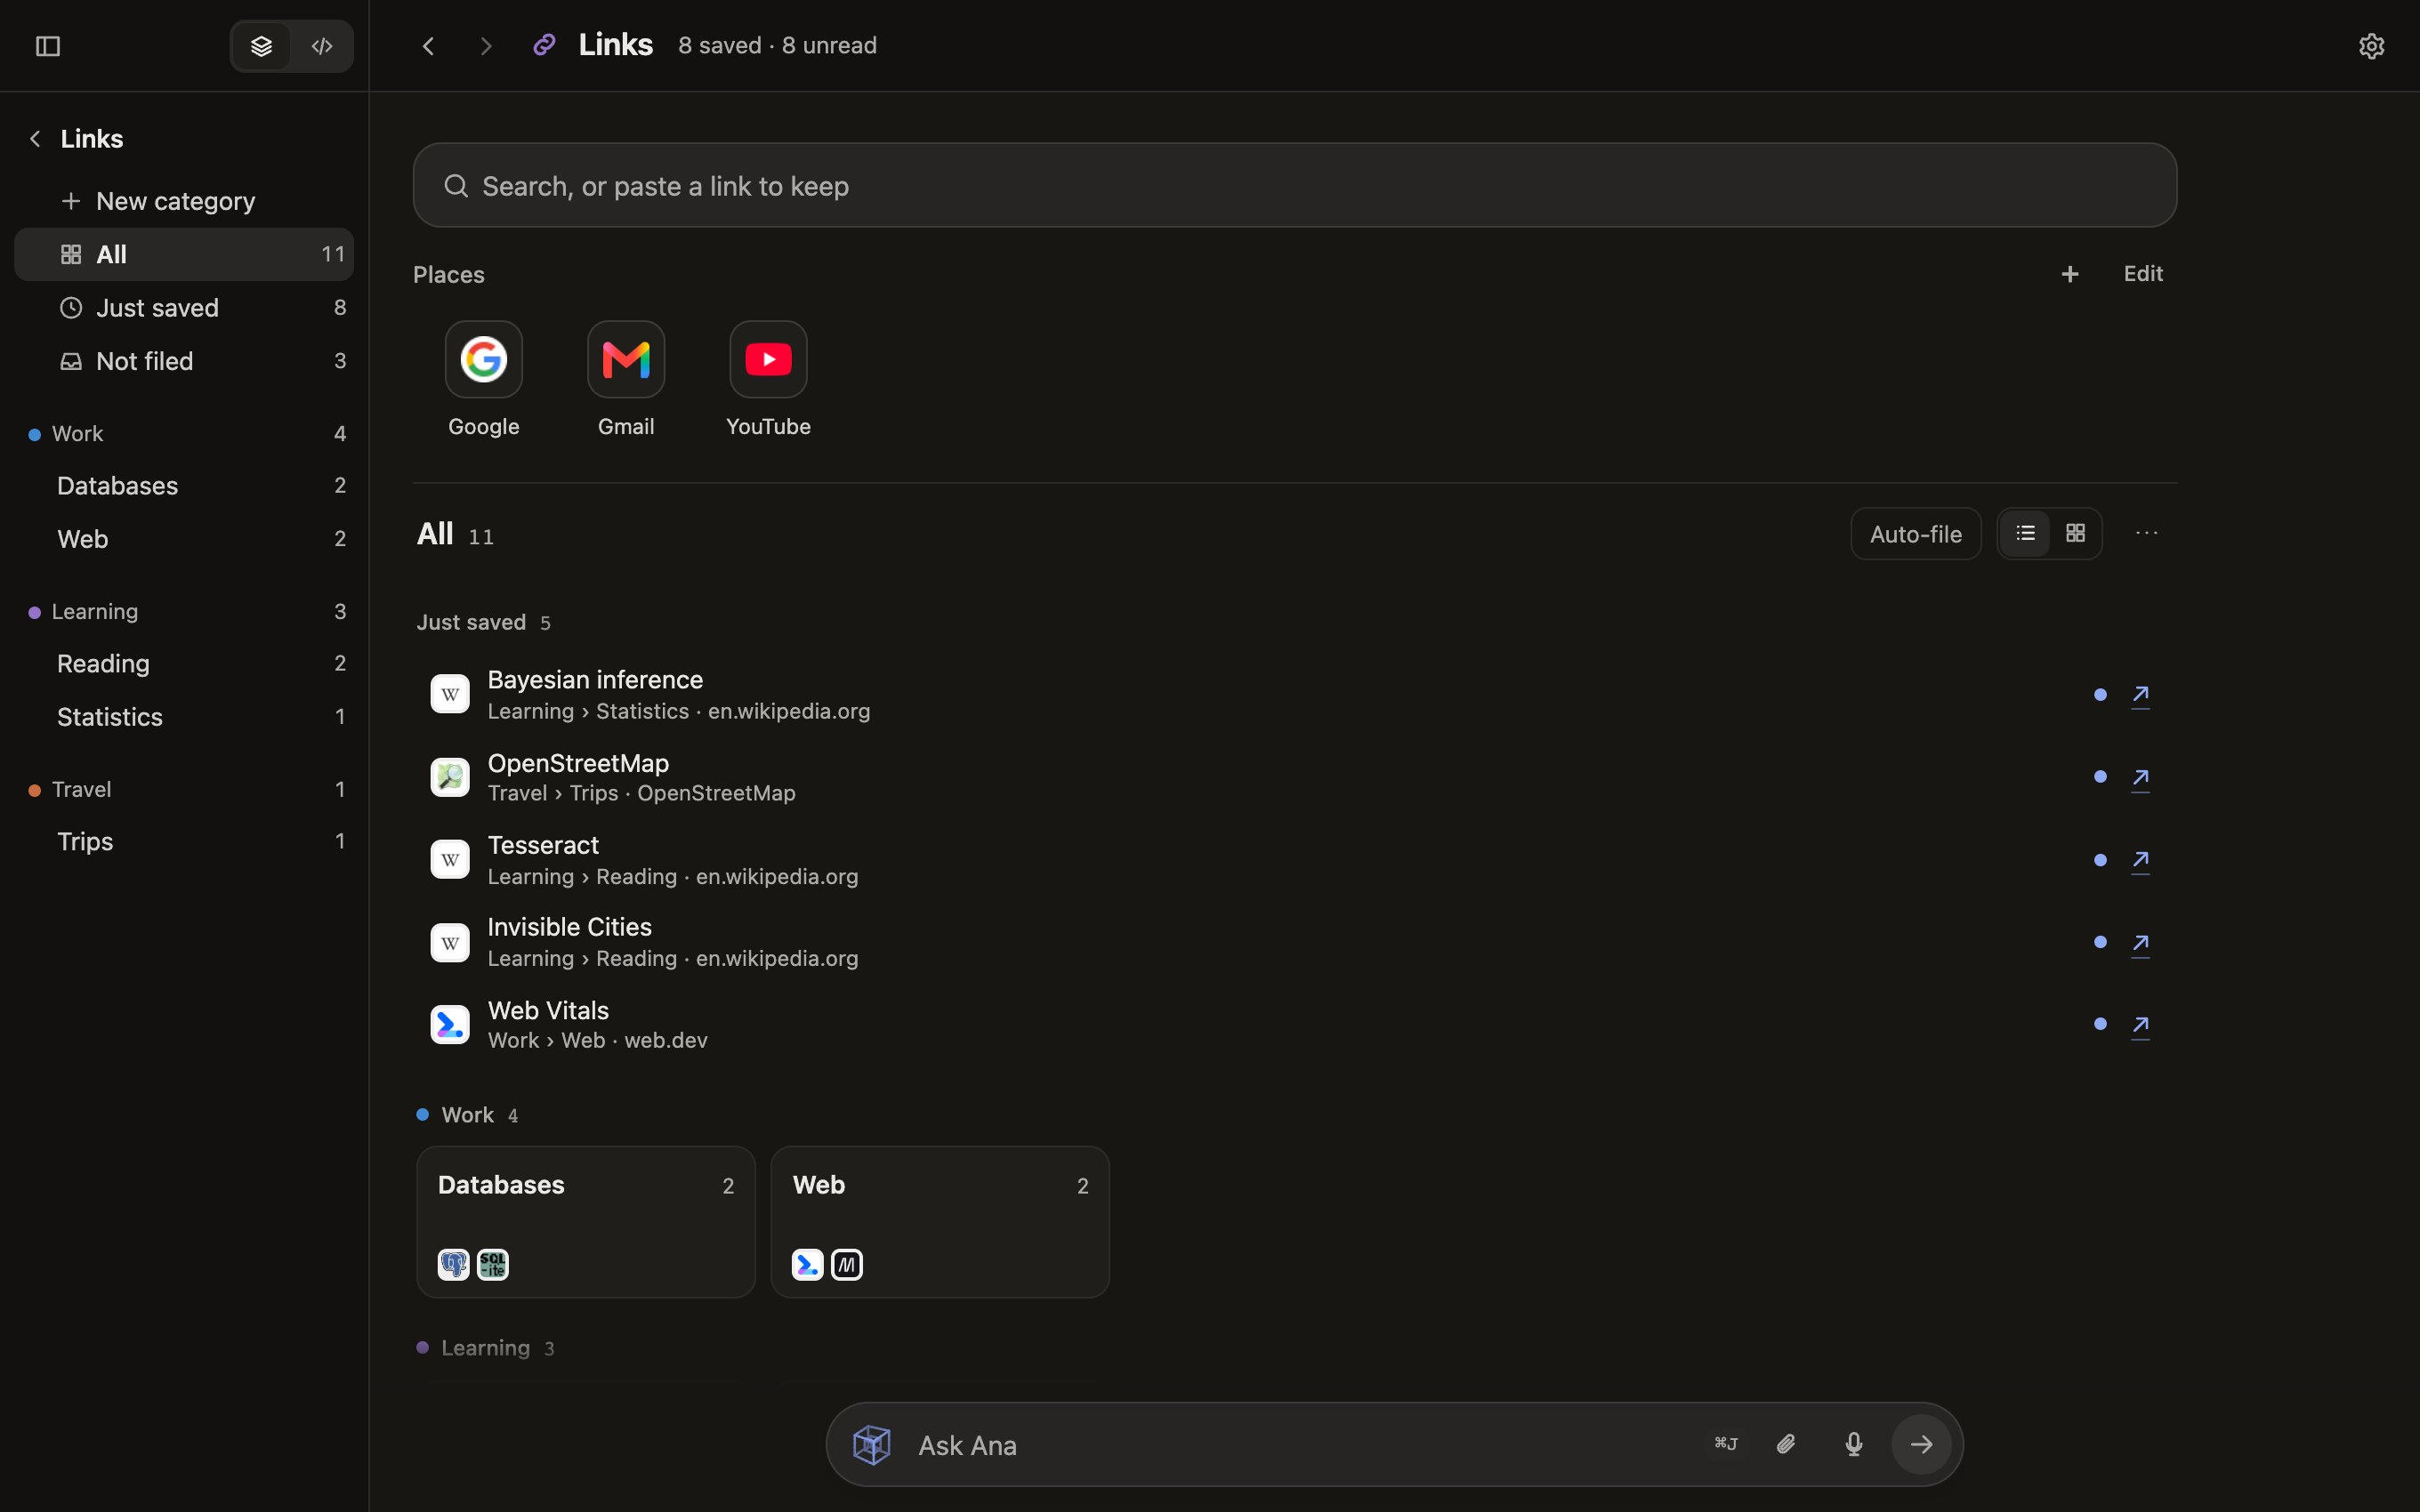 Links 8 saved · 8 unread
Links
New category
All 11
Just saved 8
Not filed 3
Work 4
Databases 2
Web 2
Learning 3
Reading 2
Statistics 1
Travel 1
Trips 1
Search, or paste a link to keep
Places + Edit
Google Gmail YouTube
All 11 Auto-file ...
Just saved 5
W Bayesian inference
Learning › Statistics · en.wikipedia.org
OpenStreetMap
Travel › Trips · OpenStreetMap
W Tesseract
Learning › Reading · en.wikipedia.org
W Invisible Cities
Learning › Reading · en.wikipedia.org
Web Vitals
Work › Web · web.dev
Work 4
Databases 2
SQL
-ite
Web 2
Learning 3
Ask Ana ⌘J